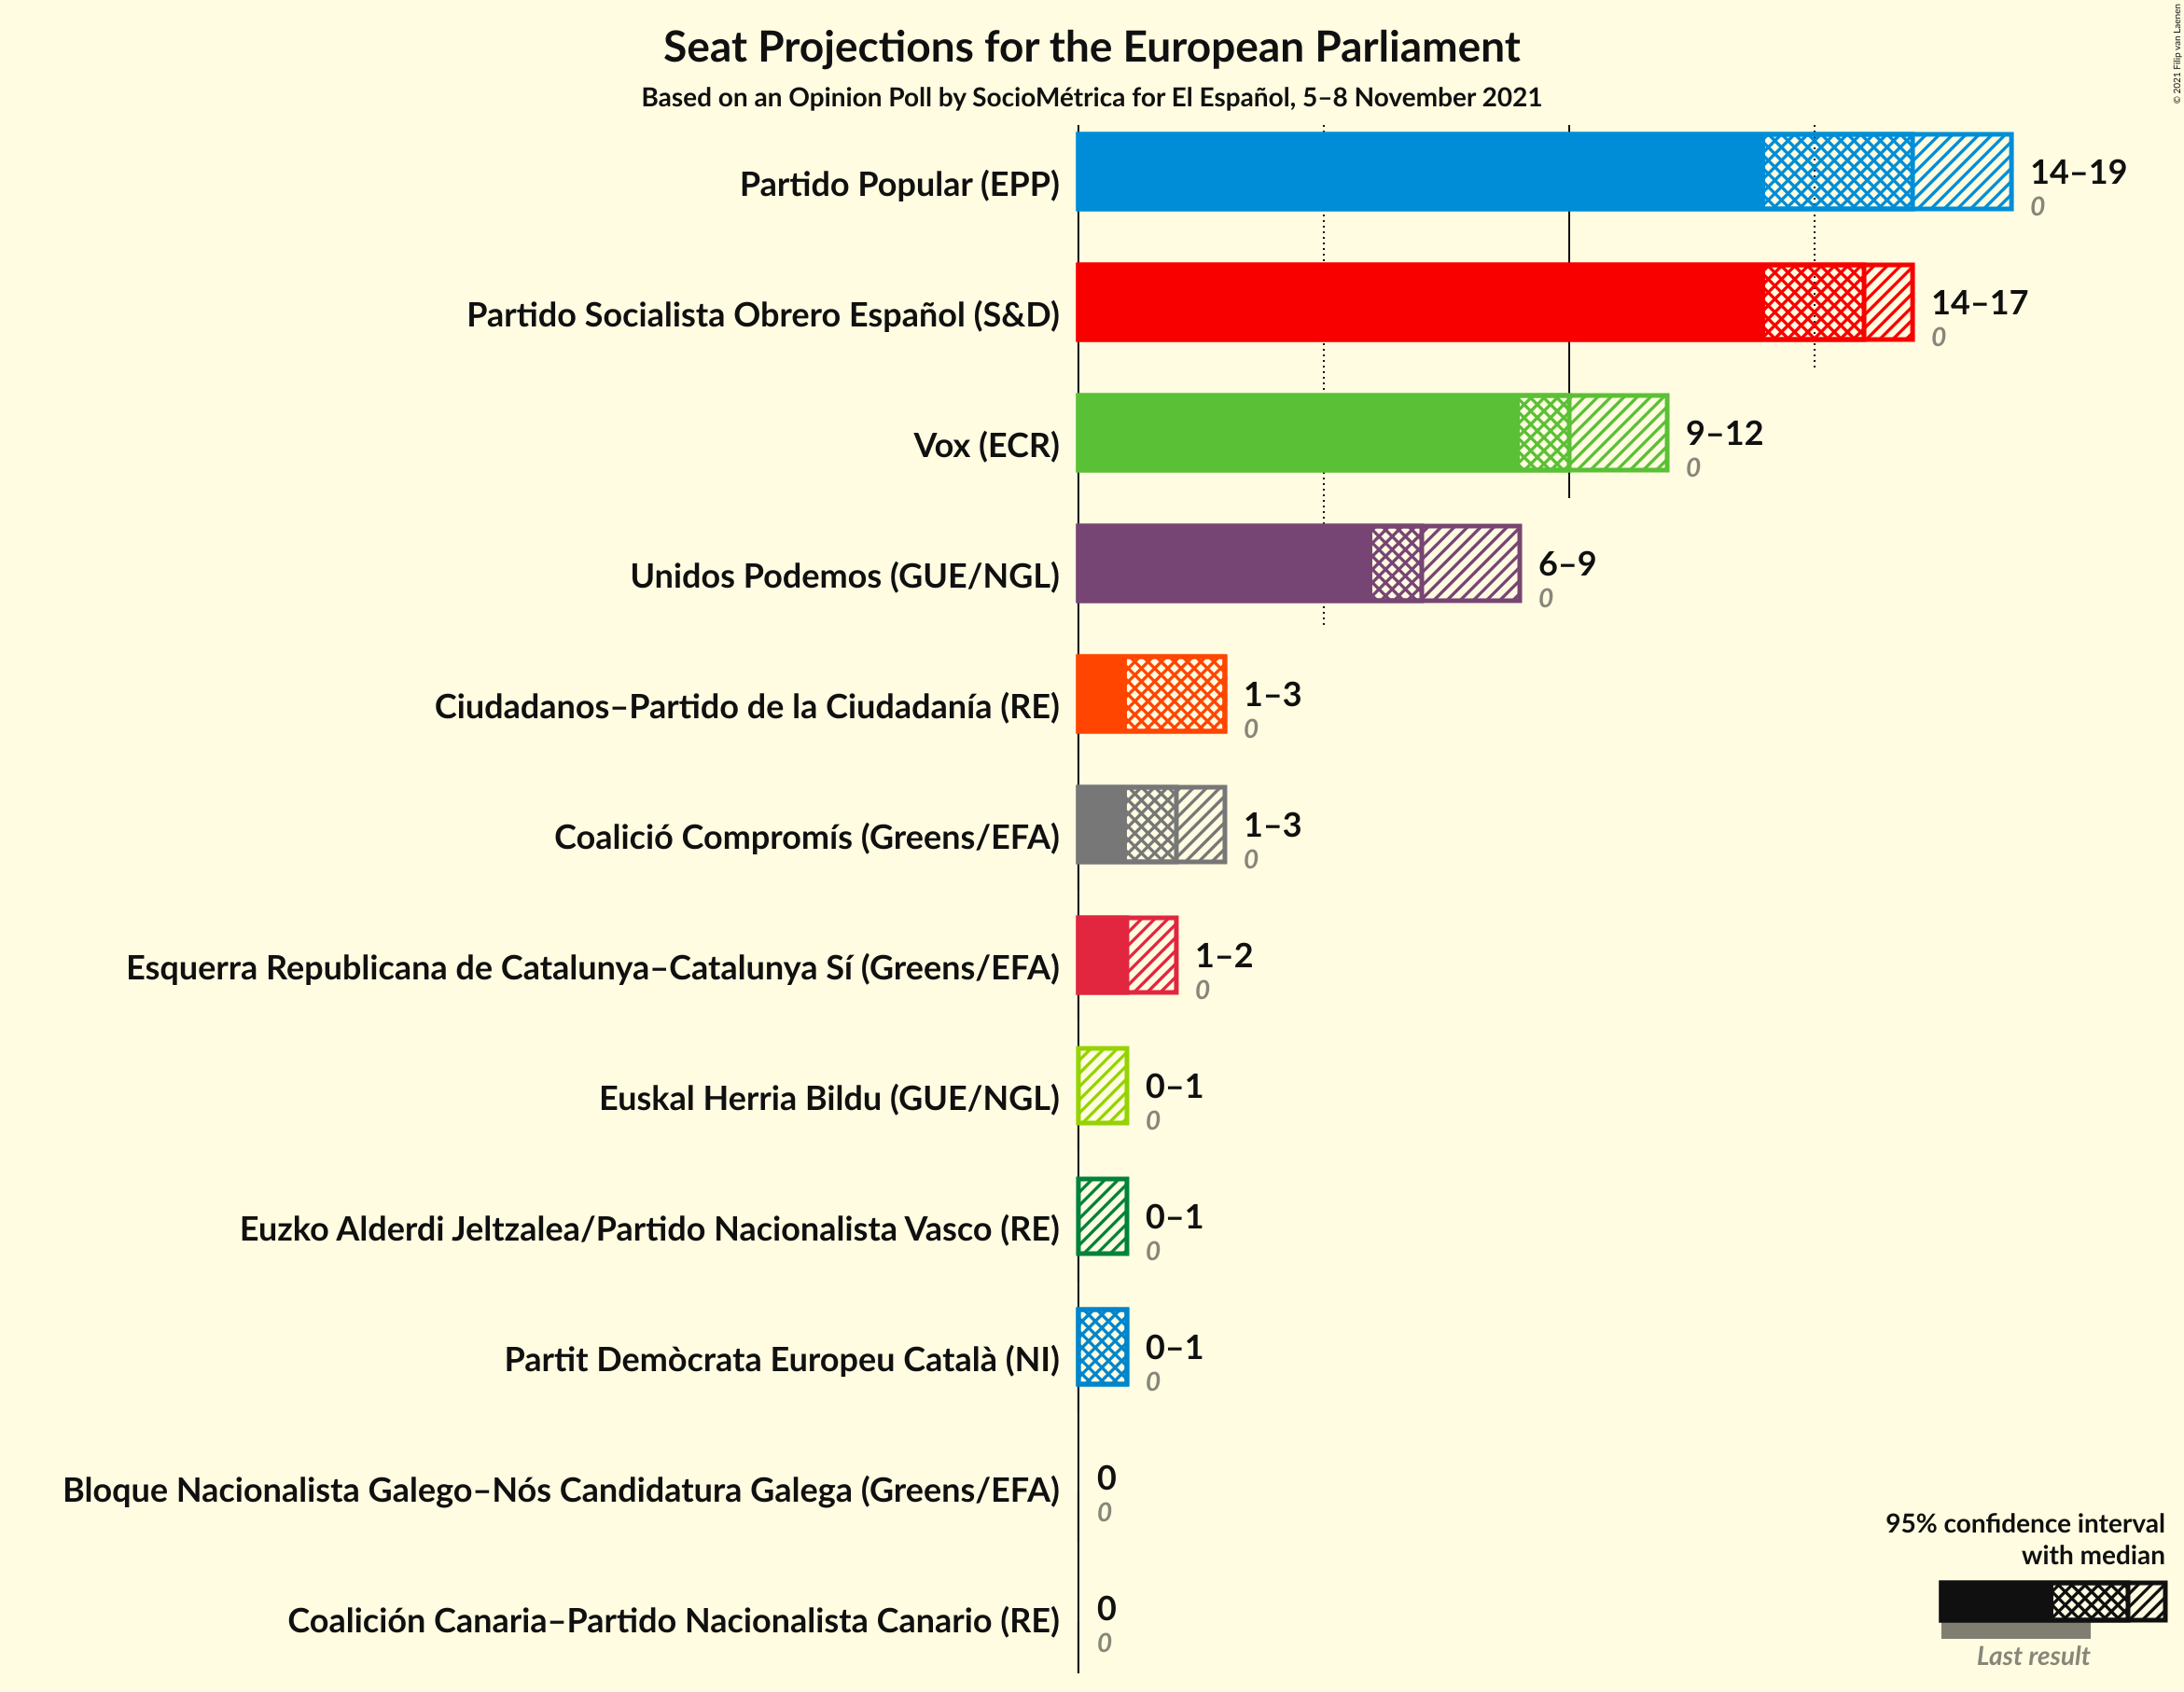 Seat Projections for the European Parliament
Based on an Opinion Poll by SocioMétrica for El Español, 5–8 November 2021
© 2021 Filip van Laenen
Partido Popular (EPP)
14–19
0
Partido Socialista Obrero Español (S&D)
14–17
0
Vox (ECR)
9–12
0
Unidos Podemos (GUE/NGL)
6–9
0
Ciudadanos–Partido de la Ciudadanía (RE)
1–3
0
Coalició Compromís (Greens/EFA)
1–3
0
Esquerra Republicana de Catalunya–Catalunya Sí (Greens/EFA)
1–2
0
Euskal Herria Bildu (GUE/NGL)
0–1
0
Euzko Alderdi Jeltzalea/Partido Nacionalista Vasco (RE)
0–1
0
Partit Demòcrata Europeu Català (NI)
0–1
0
Bloque Nacionalista Galego–Nós Candidatura Galega (Greens/EFA)
0
0
Coalición Canaria–Partido Nacionalista Canario (RE)
0
0
95% confidence interval
with median
Last result